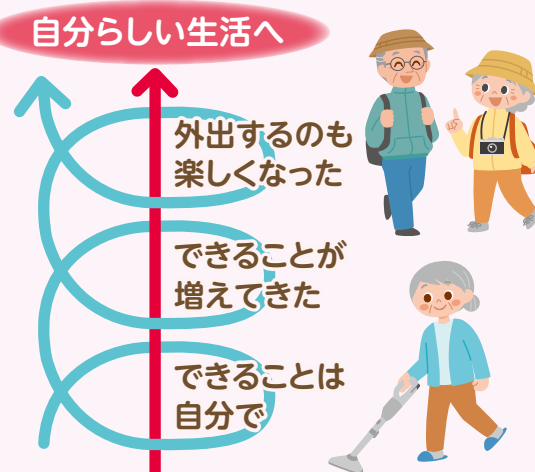 自分らしい生活へ
外出するのも
楽しくなった
できることが
増えてきた
できることは
自分で